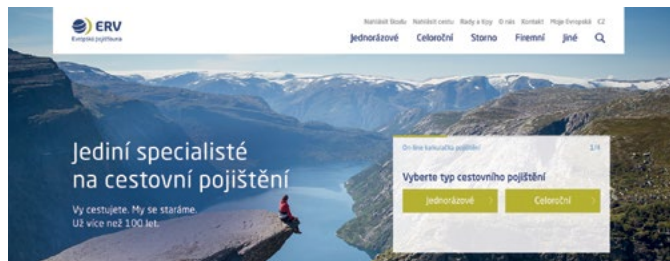 ERV
Evropská pojišťovna
Nahlásit škodu Nahlásit cestu Rady a tipy O nás Kontakt Moje Evropská CZ
Jednorázové Celoroční Storno Firemní Jiné
Jediní specialisté
na cestovní pojištění
Vy cestujete. My se staráme.
Už více než 100 let.
On-line kalkulačka pojištění 1/4
Vyberte typ cestovního pojištění
Jednorázové Celoroční